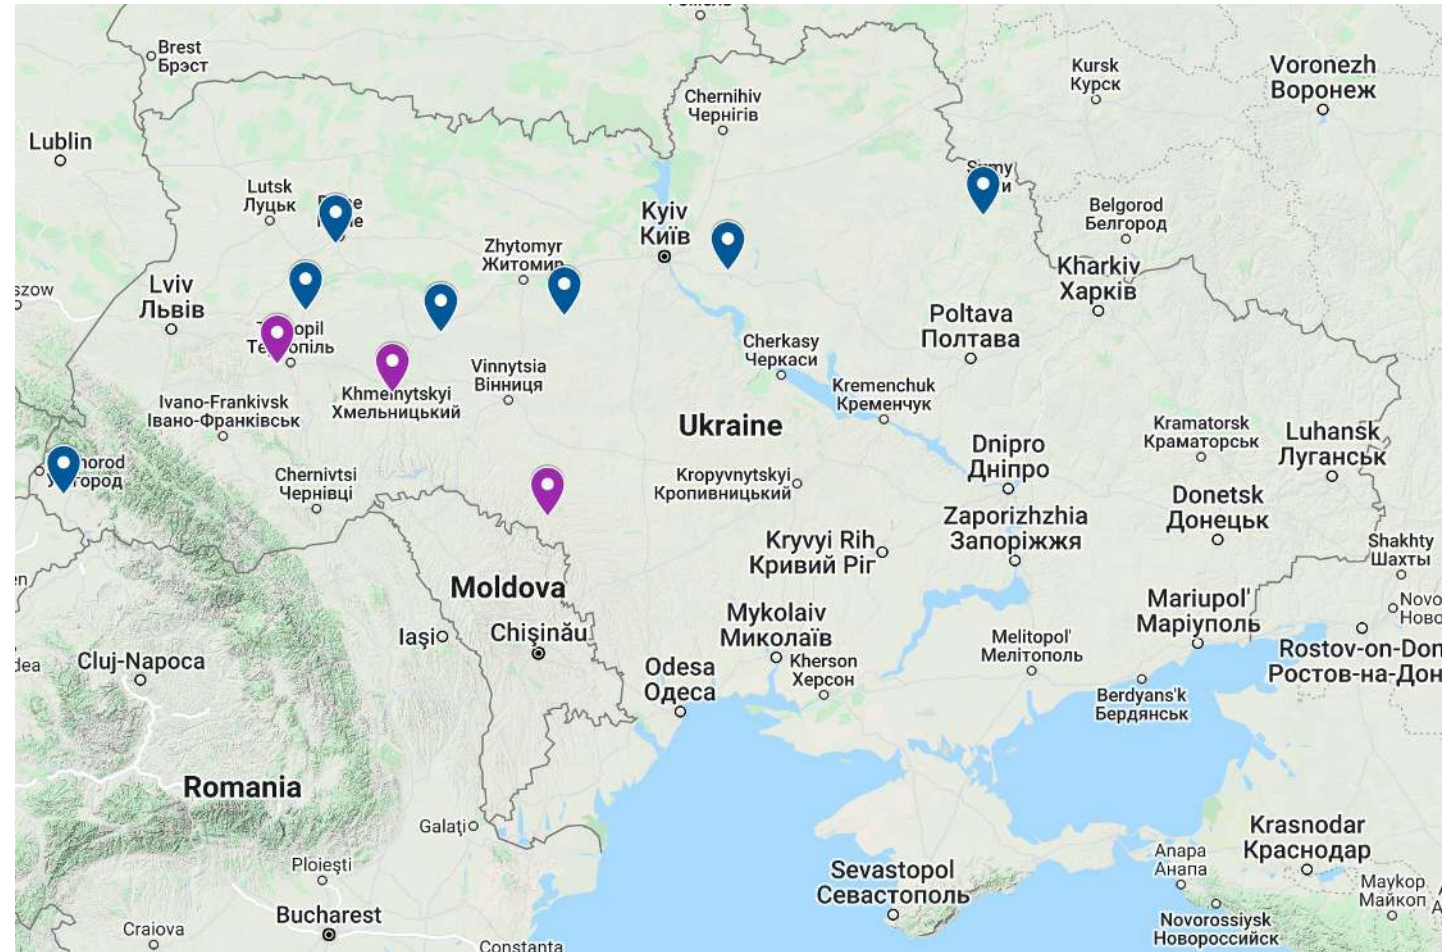 Brest
Брэст
Kursk
Курск
Voronezh
Воронеж
Chernihiv
Чернігів
Lublin
Lutsk
Луцьк
Belgorod
Белгород
Kyiv
Київ
Zhytomyr
Житомир
Kharkiv
Харків
Lviv
Львів
Poltava
Полтава
Cherkasy
Черкаси
Vinnytsia
Вінниця
Kremenchuk
Кременчук
Khmelnytskyi
Хмельницький
Ivano-Frankivsk
Івано-Франківськ
Ukraine
Kramatorsk
Краматорськ
Luhansk
Луганськ
Dnipro
Дніпро
Chernivtsi
Чернівці
Kropyvnytskyi
Кропивницький
Donetsk
Донецьк
Zaporizhzhia
Запоріжжя
Kryvyi Rih
Кривий Ріг
Shakhty
Шахты
Moldova
Mariupol'
Маріуполь
Mykolaiv
Миколаїв
Iaşi
Chișinău
Melitopol'
Мелітополь
Kherson
Херсон
Rostov-on-Don
Ростов-на-Дон
Cluj-Napoca
Odesa
Одеса
Berdyans'k
Бердянськ
Romania
Galaţi
Krasnodar
Краснодар
Anapa
Анапа
Ploieşti
Sevastopol
Севастополь
Maykop
Майкоп
Bucharest
Craiova
Novorossiysk
Новороссийск
Constanta